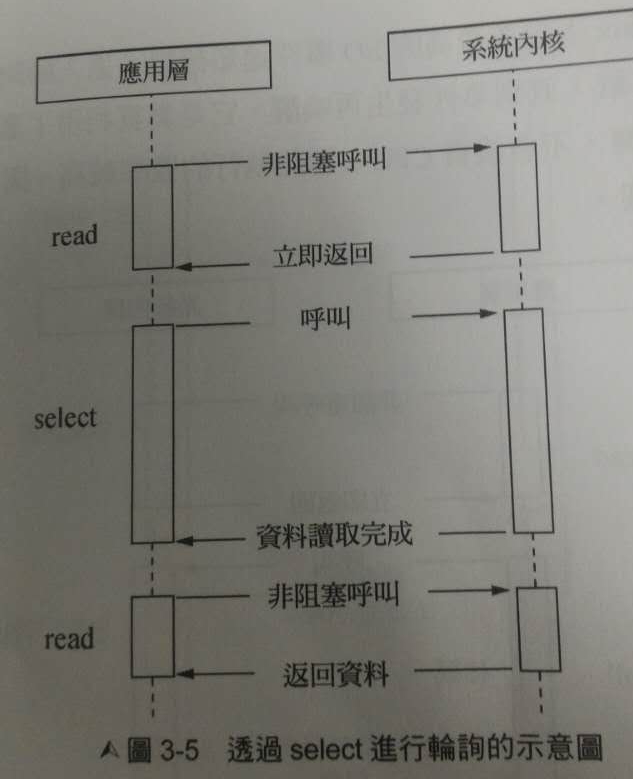 應用層
系統內核
非阻塞呼叫
read
立即返回
呼叫
select
資料讀取完成
非阻塞呼叫
read
返回資料
圖 3-5 透過 select 進行輪詢的示意圖